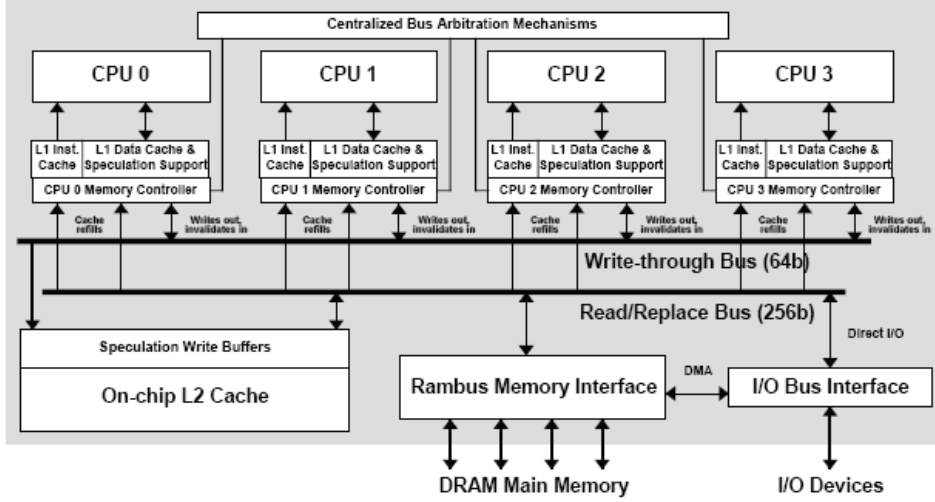 Centralized Bus Arbitration Mechanisms
CPU 0
CPU 1
CPU 2
CPU 3
L1 Inst. Cache
L1 Data Cache & Speculation Support
L1 Inst. Cache
L1 Data Cache & Speculation Support
L1 Inst. Cache
L1 Data Cache & Speculation Support
L1 Inst. Cache
L1 Data Cache & Speculation Support
CPU 0 Memory Controller
CPU 1 Memory Controller
CPU 2 Memory Controller
CPU 3 Memory Controller
Cache refills
Writes out, invalidates in
Cache refills
Writes out, invalidates in
Cache refills
Writes out, invalidates in
Cache refills
Writes out, invalidates in
Write-through Bus (64b)
Read/Replace Bus (256b)
Speculation Write Buffers
On-chip L2 Cache
Rambus Memory Interface
DMA
Direct I/O
I/O Bus Interface
DRAM Main Memory
I/O Devices